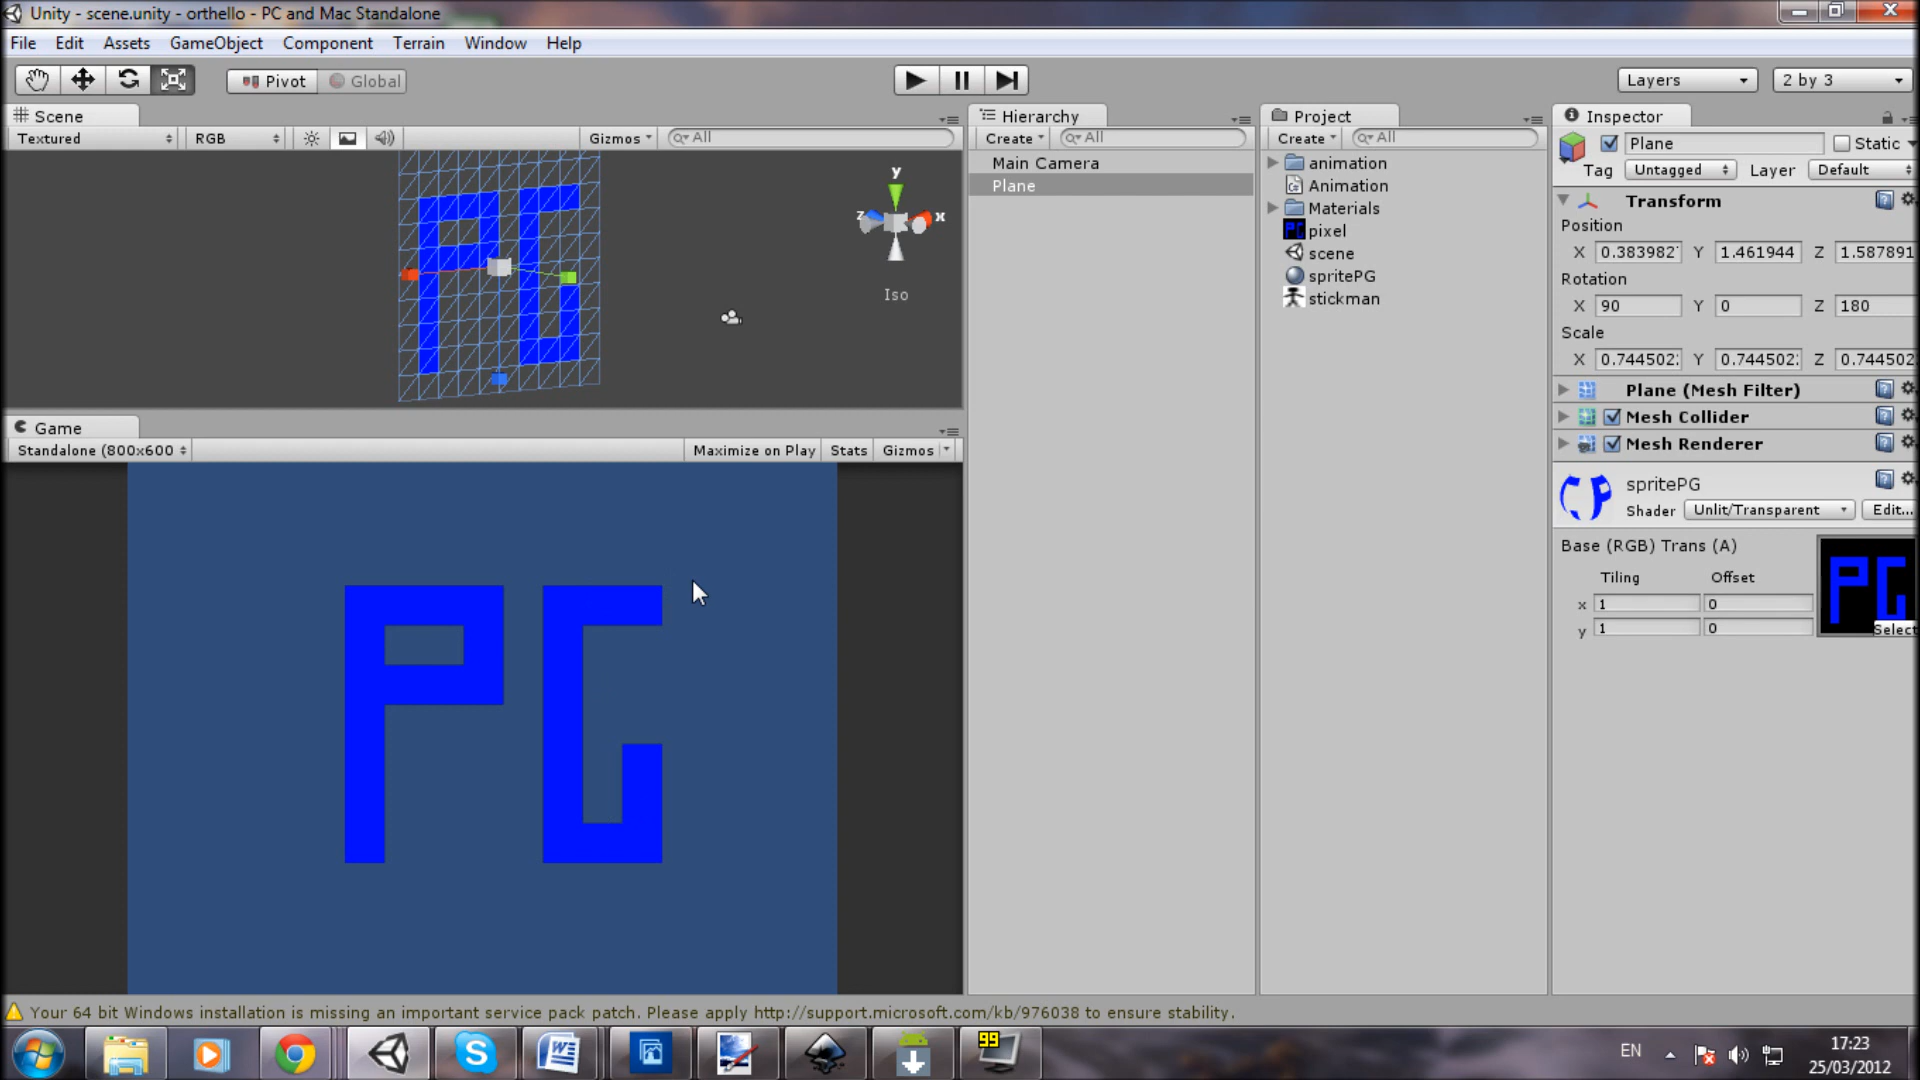 Unity - scene.unity - orthello - PC and Mac Standalone
File Edit Assets GameObject Component Terrain Window Help
Pivot Global
Layers 2 by 3
Scene
Textured RGB Gizmos All
y
z x
Iso
Game
Standalone (800x600 Maximize on Play Stats Gizmos
PG
Hierarchy
Create All
Main Camera
Plane
Project
Create All
animation
Animation
Materials
pixel
scene
spritePG
stickman
Inspector
Plane Static
Tag Untagged Layer Default
Transform
Position
X 0.383982 Y 1.461944 Z 1.587891
Rotation
X 90 Y 0 Z 180
Scale
X 0.744502 Y 0.744502 Z 0.744502
Plane (Mesh Filter)
Mesh Collider
Mesh Renderer
spritePG
Shader Unlit/Transparent Edit...
Base (RGB) Trans (A)
Tiling Offset
x 1 0
y 1 0
PG
Select
Your 64 bit Windows installation is missing an important service pack patch. Please apply http://support.microsoft.com/kb/976038 to ensure stability.
99
EN
17:23
25/03/2012